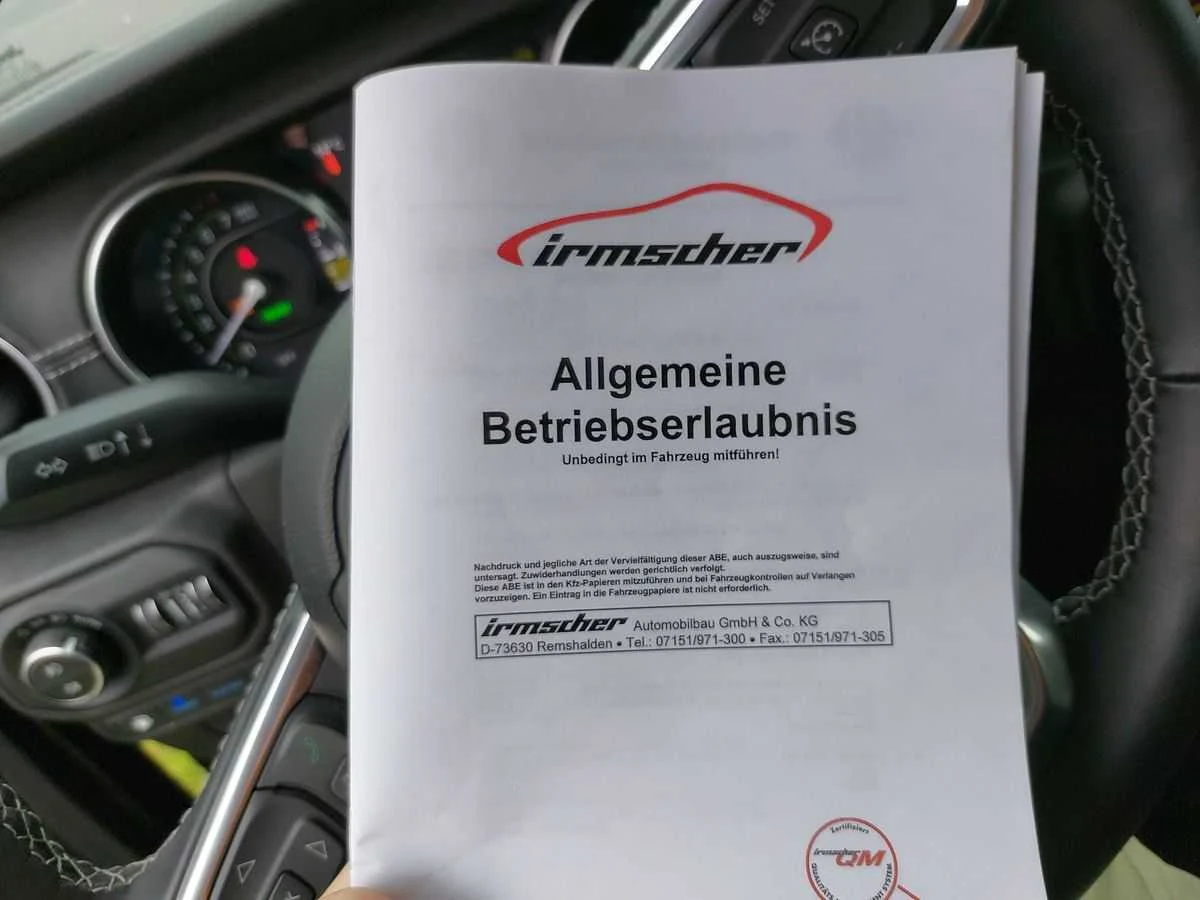 SET
irmscher
Allgemeine
Betriebserlaubnis
Unbedingt im Fahrzeug mitführen!
Nachdruck und jegliche Art der Vervielfältigung dieser ABE, auch auszugsweise, sind
untersagt. Zuwiderhandlungen werden gerichtlich verfolgt.
Diese ABE ist in den Kfz-Papieren mitzuführen und bei Fahrzeugkontrollen auf Verlangen
vorzuzeigen. Ein Eintrag in die Fahrzeugpapiere ist nicht erforderlich.
irmscher Automobilbau GmbH & Co. KG
D-73630 Remshalden • Tel.: 07151/971-300 • Fax.: 07151/971-305
Zertifiziert
irmscher QM